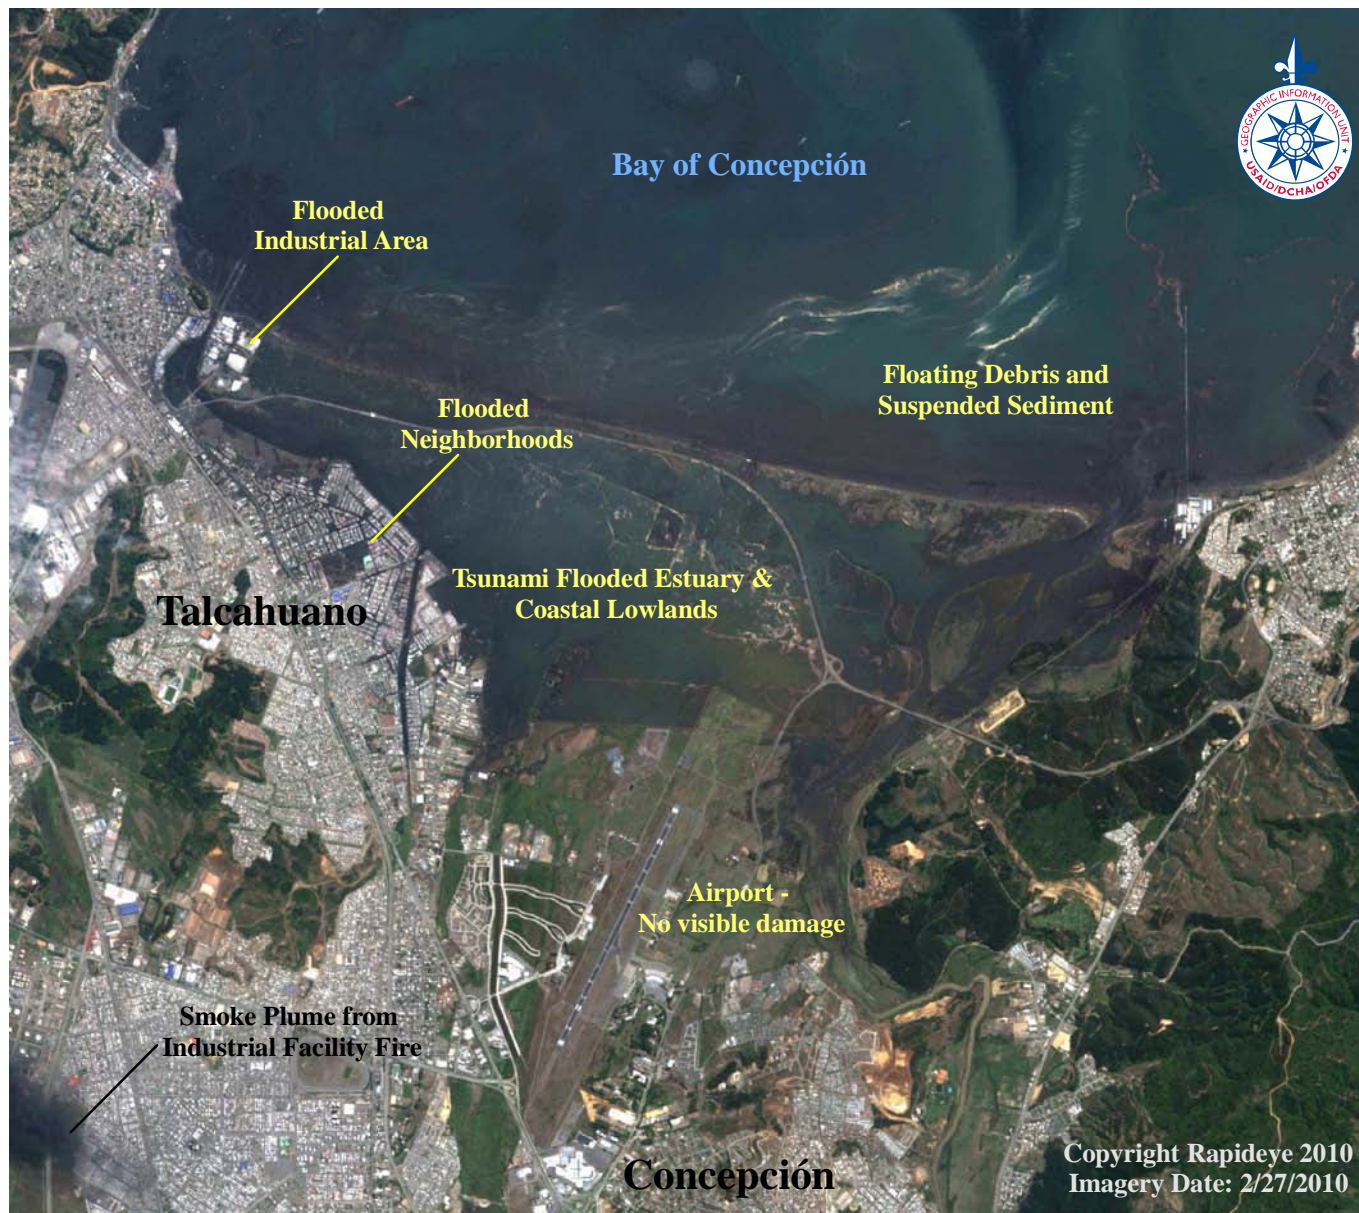 GEOGRAPHIC INFORMATION UNIT
USAID/DCHA/OFDA
Bay of Concepción
Flooded
Industrial Area
Floating Debris and
Suspended Sediment
Flooded
Neighborhoods
Tsunami Flooded Estuary &
Coastal Lowlands
Talcahuano
Airport -
No visible damage
Smoke Plume from
Industrial Facility Fire
Concepción
Copyright Rapideye 2010
Imagery Date: 2/27/2010